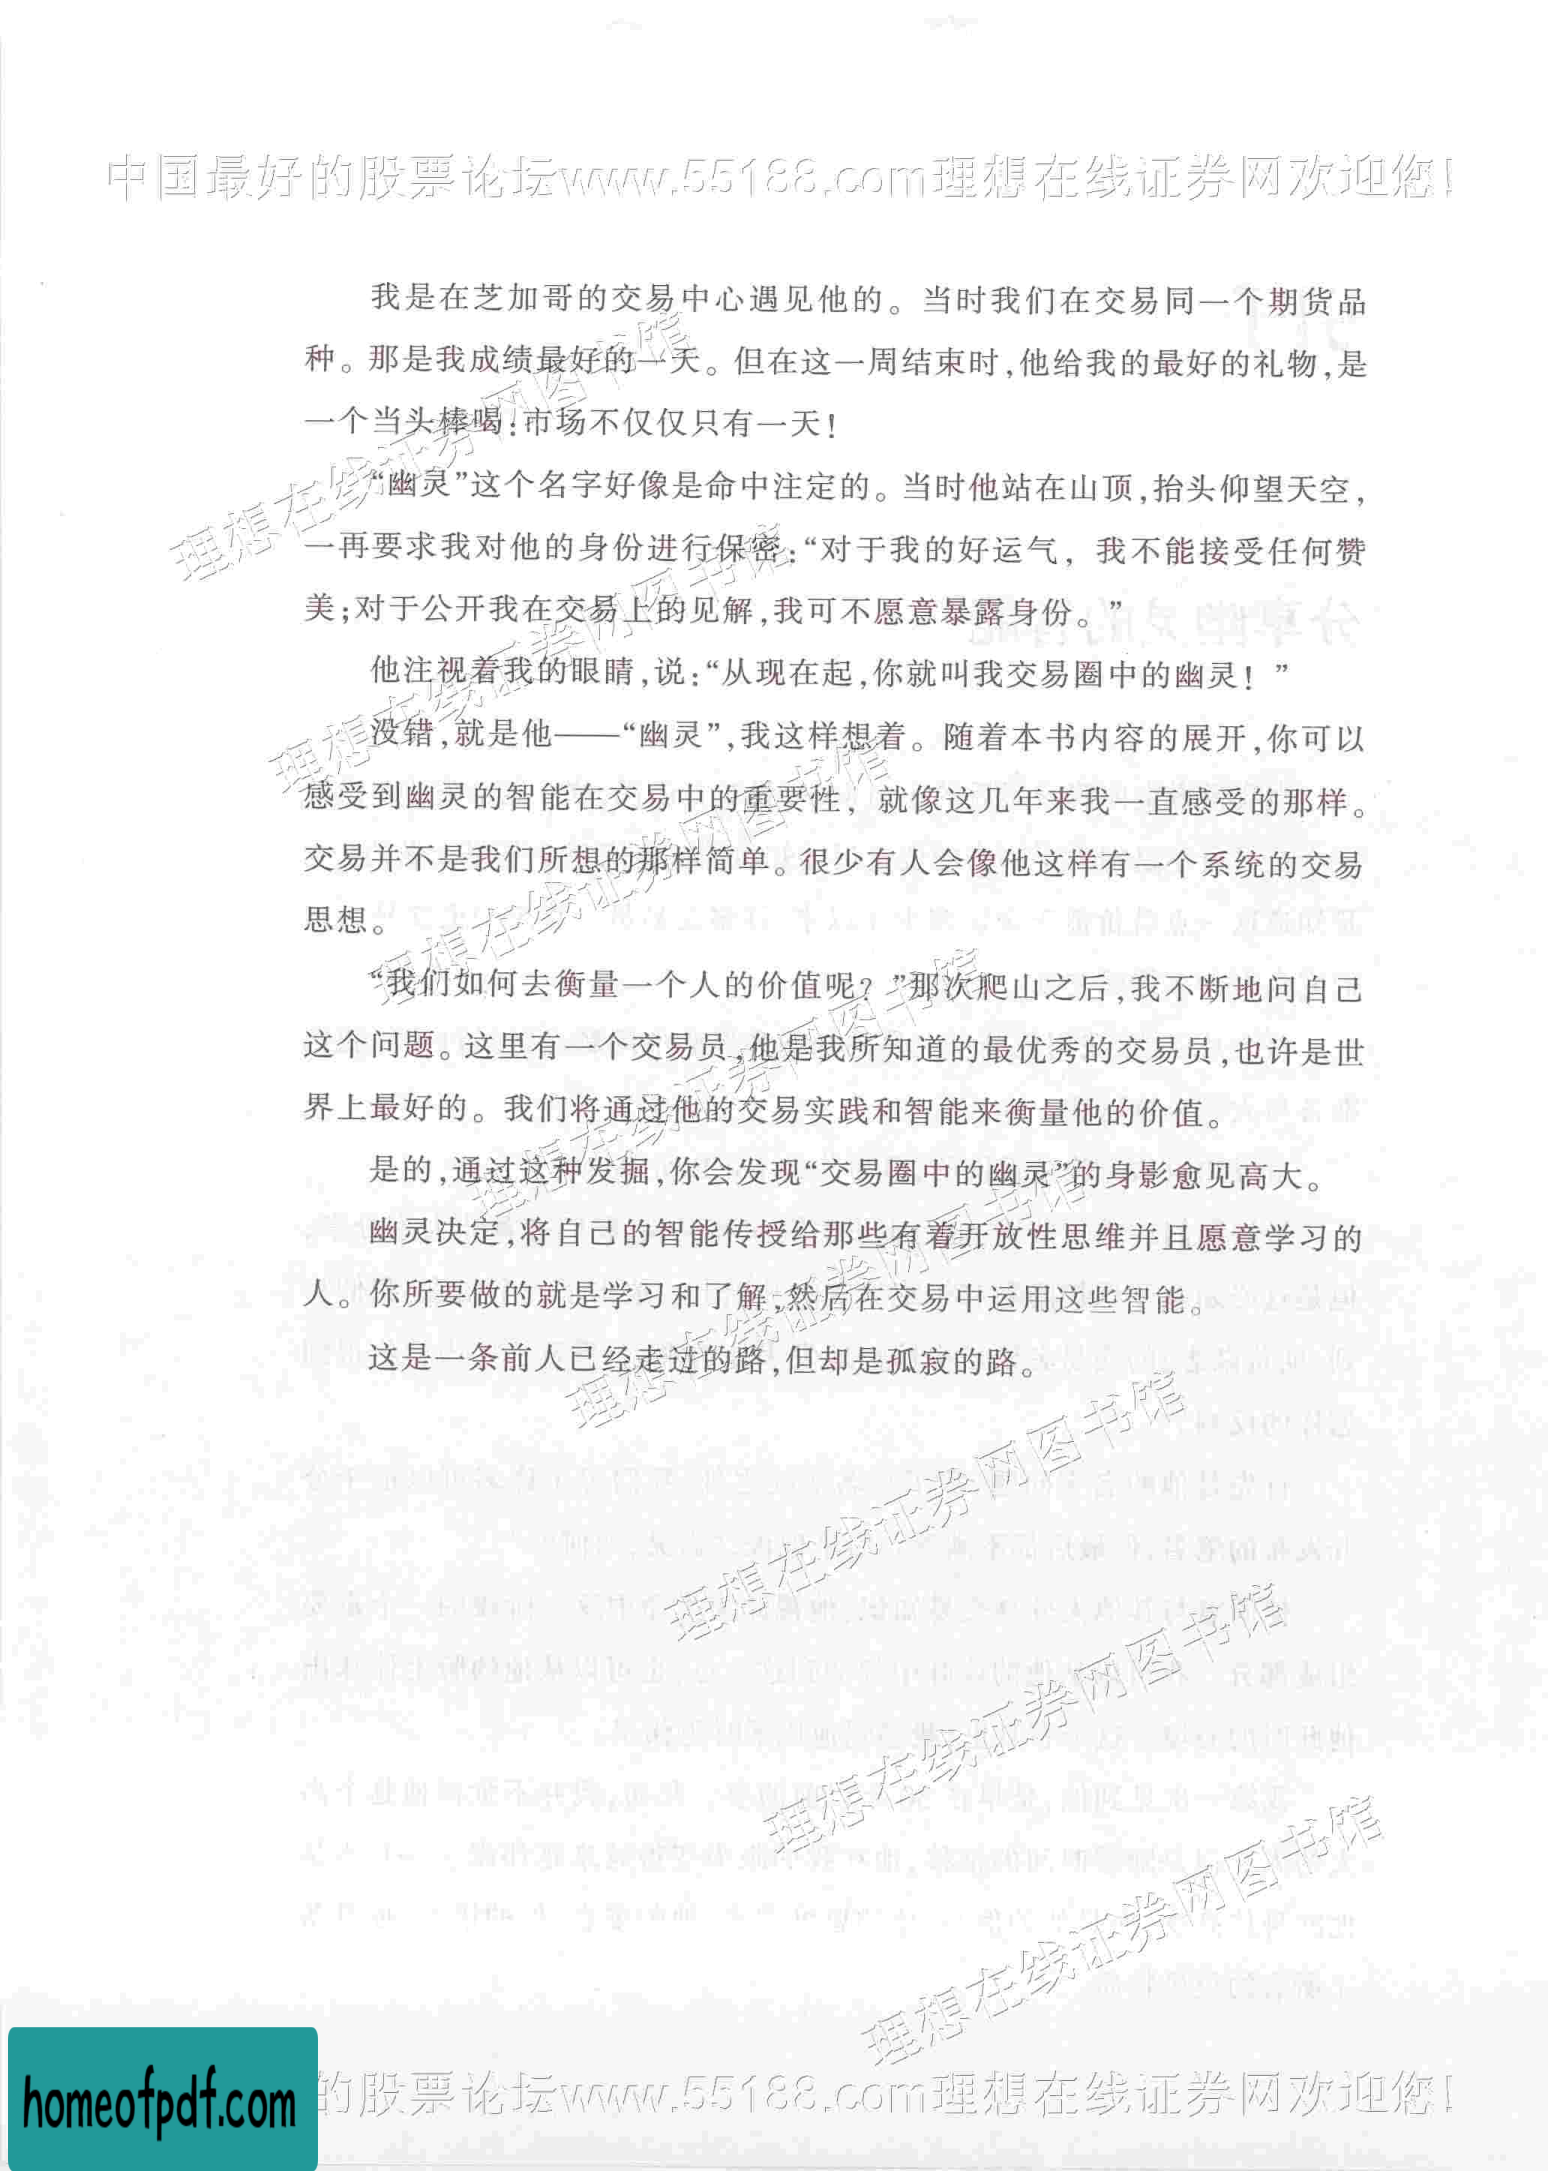 中国最好的股票论坛www.55188.com理想在线证券网欢迎您!
我是在芝加哥的交易中心遇见他的。当时我们在交易同一个期货品
种。那是我成绩最好的一天。但在这一周结束时,他给我的最好的礼物,是
一个当头棒喝:市场不仅仅只有一天!
“幽灵”这个名字好像是命中注定的。当时他站在山顶,抬头仰望天空,
一再要求我对他的身份进行保密:“对于我的好运气，我不能接受任何赞
美;对于公开我在交易上的见解,我可不愿意暴露身份。”
他注视着我的眼睛,说:“从现在起,你就叫我交易圈中的幽灵!”
没错,就是他——“幽灵”,我这样想着。随着本书内容的展开,你可以
感受到幽灵的智能在交易中的重要性，就像这几年来我一直感受的那样。
交易并不是我们所想的那样简单。很少有人会像他这样有一个系统的交易
思想。
“我们如何去衡量一个人的价值呢?”那次爬山之后,我不断地问自己
这个问题。这里有一个交易员,他是我所知道的最优秀的交易员,也许是世
界上最好的。我们将通过他的交易实践和智能来衡量他的价值。
是的,通过这种发掘,你会发现“交易圈中的幽灵”的身影愈见高大。
幽灵决定,将自己的智能传授给那些有着开放性思维并且愿意学习的
人。你所要做的就是学习和了解,然后在交易中运用这些智能。
这是一条前人已经走过的路,但却是孤寂的路。
理想在线证券网图书馆
理想在线证券网图书馆
理想在线证券网图书馆
理想在线证券网图书馆
理想在线证券网图书馆
理想在线证券网图书馆
理想在线证券网图书馆
理想在线证券网图书馆
homeofpdf.com
的股票论坛www.55188.com理想在线证券网欢迎您!